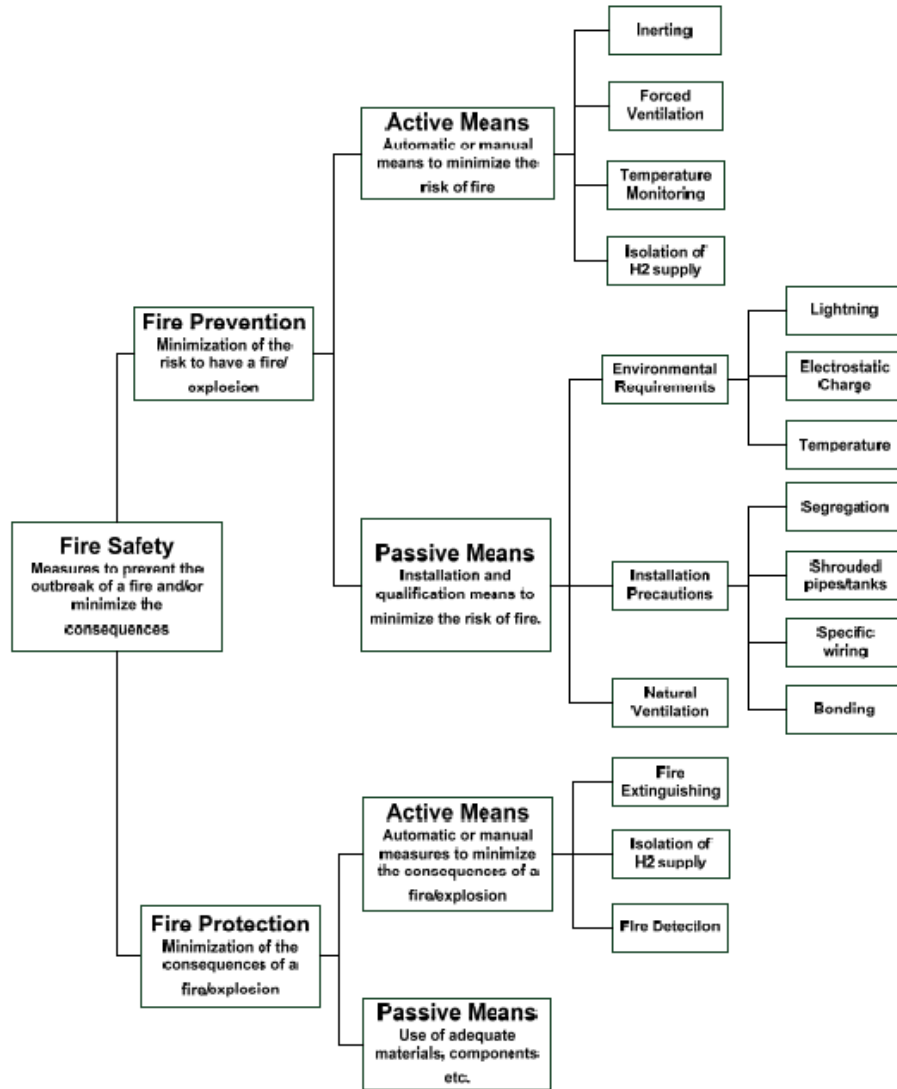 Inerting
Forced
Ventilation
Active Means
Automatic or manual
means to minimize the
risk of fire
Temperature
Monitoring
Isolation of
H2 supply
Fire Prevention
Minimization of the
risk to have a fire/
explosion
Lightning
Environmental
Requirements
Electrostatic
Charge
Temperature
Fire Safety
Measures to prevent the
outbreak of a fire and/or
minimize the
consequences
Passive Means
Installation and
qualification means to
minimize the risk of fire.
Segregation
Installation
Precautions
Shrouded
pipes/tanks
Specific
wiring
Natural
Ventilation
Bonding
Fire
Extinguishing
Active Means
Automatic or manual
measures to minimize
the consequences of a
fire/explosion
Isolation of
H2 supply
Fire Detection
Fire Protection
Minimization of the
consequences of a
fire/explosion
Passive Means
Use of adequate
materials, components
etc.